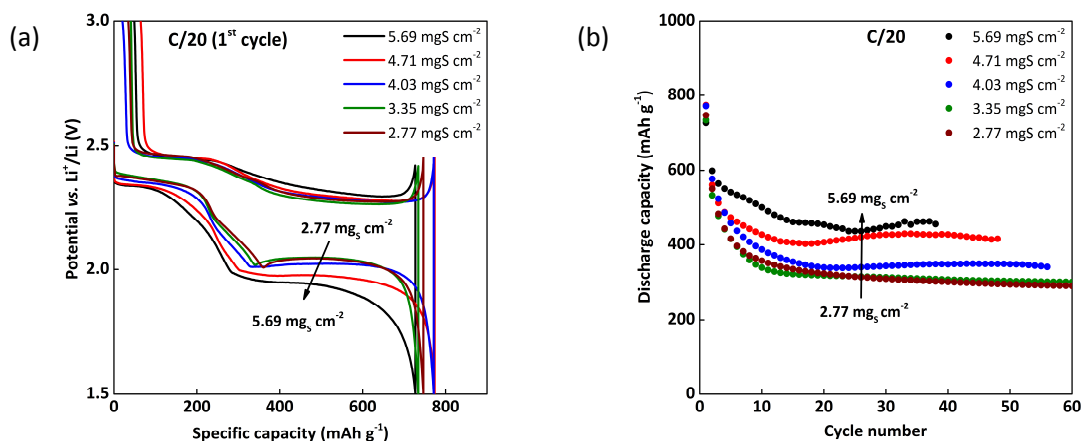 (a)
C/20 (1st cycle)
5.69 mgS cm-2
4.71 mgS cm-2
4.03 mgS cm-2
3.35 mgS cm-2
2.77 mgS cm-2
2.77 mgS cm-2
5.69 mgS cm-2
3.0
2.5
2.0
1.5
Potential vs. Li+/Li (V)
0 200 400 600 800
Specific capacity (mAh g-1)
(b)
C/20
5.69 mgS cm-2
4.71 mgS cm-2
4.03 mgS cm-2
3.35 mgS cm-2
2.77 mgS cm-2
5.69 mgS cm-2
2.77 mgS cm-2
1000
800
600
400
200
0
Discharge capacity (mAh g-1)
0 10 20 30 40 50 60
Cycle number